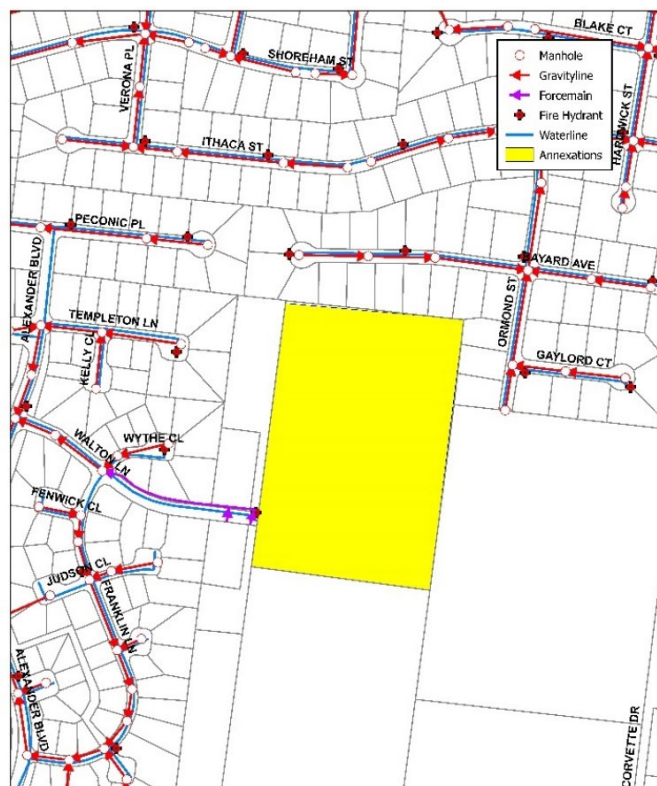 BLAKE CT
SHOREHAM ST
VERONA PL
HARDWICK ST
Manhole
Gravityline
Forcemain
Fire Hydrant
Waterline
Annexations
ITHACA ST
PECONIC PL
ALEXANDER BLVD
BAYARD AVE
ORMOND ST
TEMPLETON LN
KELLY CL
GAYLORD CT
WALTON LN
WYTHE CL
FENWICK CL
JUDSON CL
FRANKLIN LN
ALEXANDER BLVD
CORVETTE DR